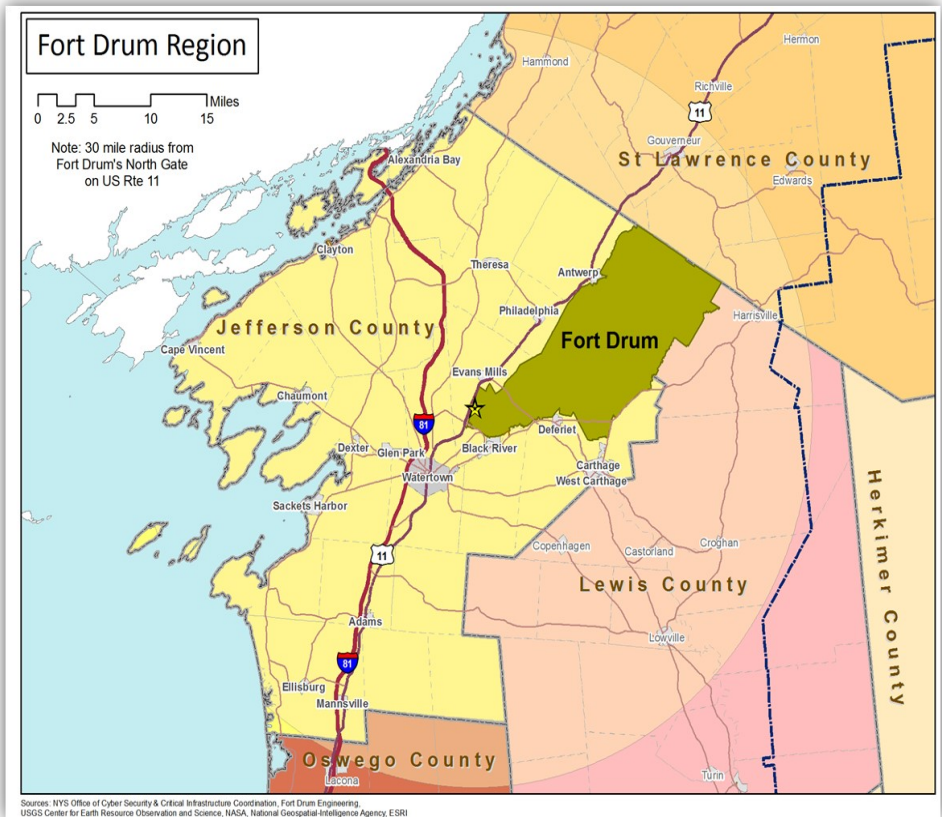 Fort Drum Region
0 2.5 5 10 15 Miles
Note: 30 mile radius from
Fort Drum's North Gate
on US Rte 11
Hermon
Hammond
Richville
11
Gouverneur
St Lawrence County
Edwards
Alexandria Bay
Clayton
Theresa
Antwerp
Philadelphia
Harrisville
Jefferson County
Fort Drum
Cape Vincent
Evans Mills
Chaumont
81
Deferiet
Dexter
Glen Park
Black River
Watertown
Carthage
West Carthage
Herkimer County
Sackets Harbor
11
Copenhagen
Castorland
Croghan
Lewis County
Adams
Lowville
81
Ellisburg
Mannsville
Oswego County
Lacona
Turin
Sources: NYS Office of Cyber Security & Critical Infrastructure Coordination, Fort Drum Engineering,
USGS Center for Earth Resource Observation and Science, NASA, National Geospatial-Intelligence Agency, ESRI